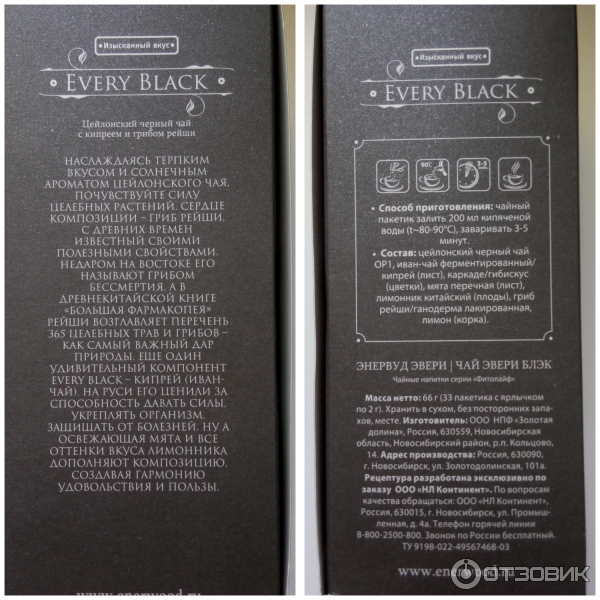 •Изысканный вкус•
• EVERY BLACK •
Цейлонский черный чай
с кипреем и грибом рейши
НАСЛАЖДАЯСЬ ТЕРПКИМ
ВКУСОМ И СОЛНЕЧНЫМ
АРОМАТОМ ЦЕЙЛОНСКОГО ЧАЯ,
ПОЧУВСТВУЙТЕ СИЛУ
ЦЕЛЕБНЫХ РАСТЕНИЙ. СЕРДЦЕ
КОМПОЗИЦИИ – ГРИБ РЕЙШИ,
С ДРЕВНИХ ВРЕМЕН
ИЗВЕСТНЫЙ СВОИМИ
ПОЛЕЗНЫМИ СВОЙСТВАМИ.
НЕДАРОМ НА ВОСТОКЕ ЕГО
НАЗЫВАЮТ ГРИБОМ
БЕССМЕРТИЯ, А В
ДРЕВНЕКИТАЙСКОЙ КНИГЕ
“БОЛЬШАЯ ФАРМАКОПЕЯ”
РЕЙШИ ВОЗГЛАВЛЯЕТ ПЕРЕЧЕНЬ
365 ЦЕЛЕБНЫХ ТРАВ И ГРИБОВ –
КАК САМЫЙ ВАЖНЫЙ ДАР
ПРИРОДЫ. ЕЩЕ ОДИН
УДИВИТЕЛЬНЫЙ КОМПОНЕНТ
EVERY BLACK – КИПРЕЙ (ИВАН-
ЧАЙ). НА РУСИ ЕГО ЦЕНИЛИ ЗА
СПОСОБНОСТЬ ДАВАТЬ СИЛЫ,
УКРЕПЛЯТЬ ОРГАНИЗМ,
ЗАЩИЩАТЬ ОТ БОЛЕЗНЕЙ. НУ А
ОСВЕЖАЮЩАЯ МЯТА И ВСЕ
ОТТЕНКИ ВКУСА ЛИМОННИКА
ДОПОЛНЯЮТ КОМПОЗИЦИЮ,
СОЗДАВАЯ ГАРМОНИЮ
УДОВОЛЬСТВИЯ И ПОЛЬЗЫ.
www.enerwood.ru
•Изысканный вкус•
• EVERY BLACK •
90°C
3-5
• Способ приготовления: чайный
пакетик залить 200 мл кипяченой
воды (t~80-90°C), заваривать 3-5
минут.
• Состав: цейлонский черный чай
OP1, иван-чай ферментированный/
кипрей (лист), каркаде/гибискус
(цветки), мята перечная (лист),
лимонник китайский (плоды), гриб
рейши/ганодерма лакированная,
лимон (корка).
ЭНЕРВУД ЭВЕРИ | ЧАЙ ЭВЕРИ БЛЭК
Чайные напитки серии «Фитолайф»
Масса нетто: 66 г (33 пакетика с ярлычком
по 2 г). Хранить в сухом, без посторонних запа-
хов, месте. Изготовитель: ООО НПФ «Золотая
долина», Россия, 630559, Новосибирская
область, Новосибирский район, р.п. Кольцово,
14. Адрес производства: Россия, 630090,
г. Новосибирск, ул. Золотодолинская, 101а.
Рецептура разработана эксклюзивно по
заказу ООО «НЛ Континент». По вопросам
качества обращаться: ООО «НЛ Континент»,
Россия, 630015, г. Новосибирск, ул. Промыш-
ленная, д. 4а. Телефон горячей линии
8-800-2500-800. Звонок по России бесплатный.
ТУ 9198-022-49567468-03
www.enerwood.ru
ОТЗОВИК